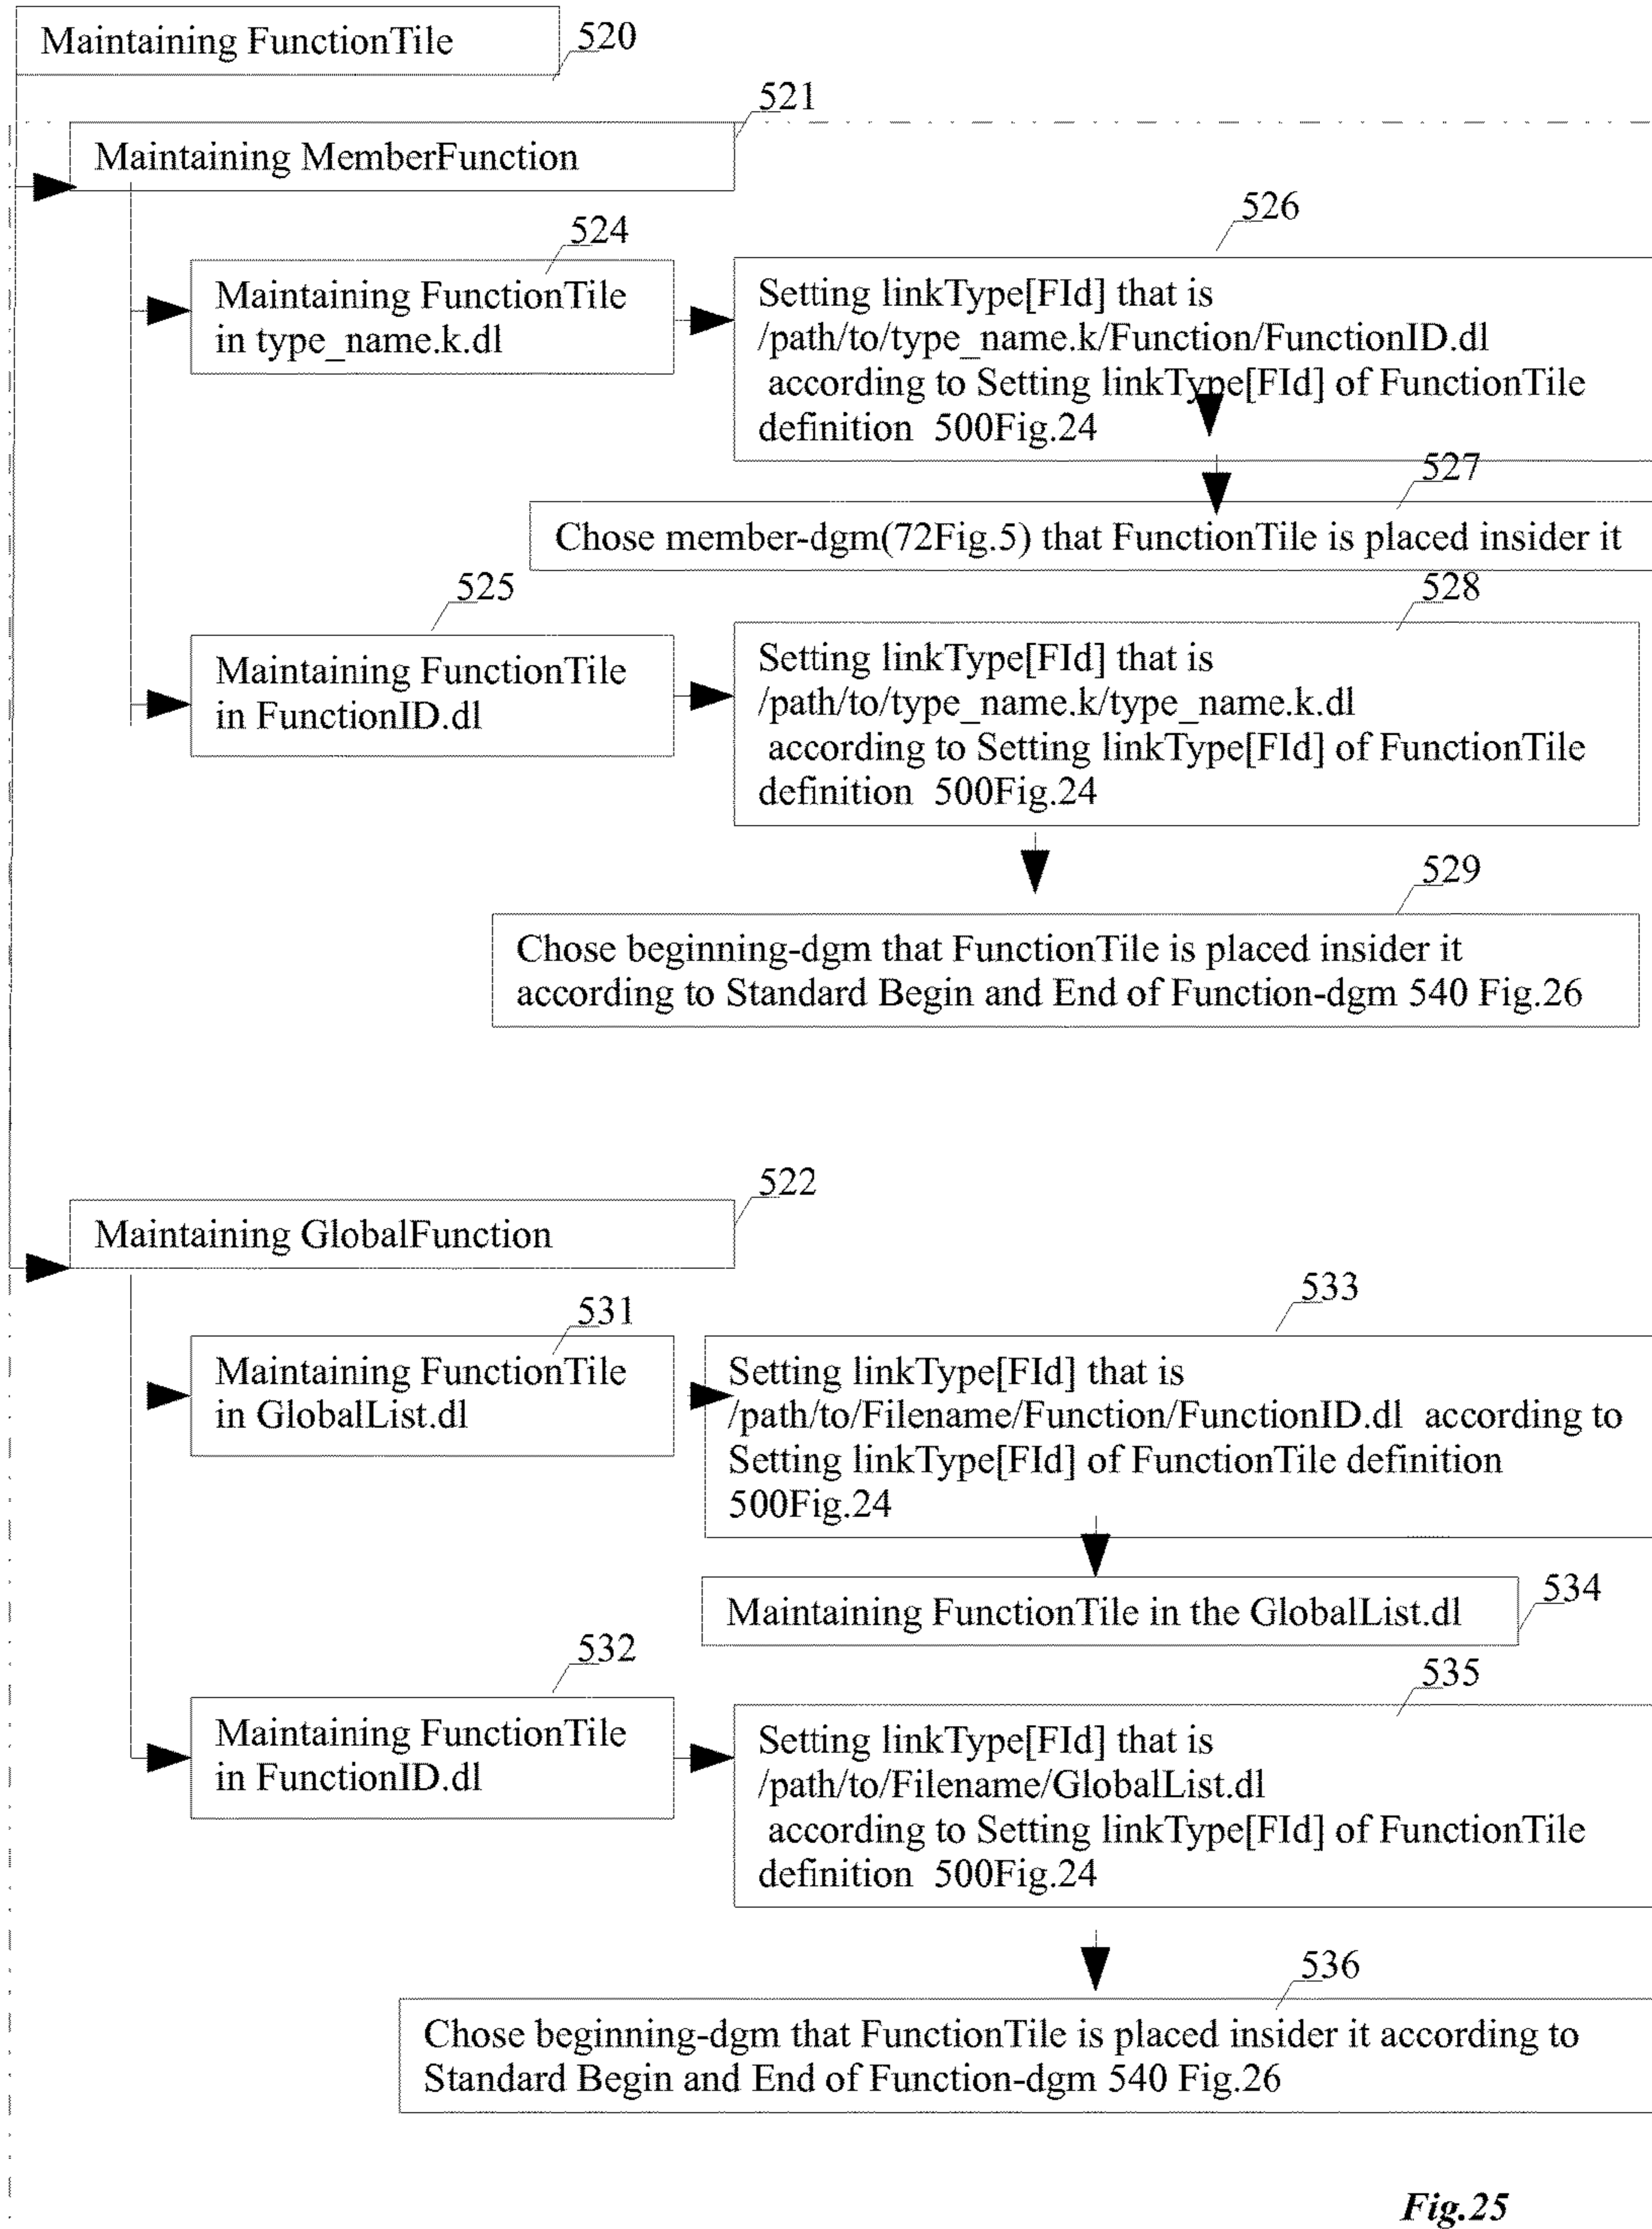 Maintaining FunctionTile
520
521
Maintaining MemberFunction
524
526
Maintaining FunctionTile
in type_name.k.dl
Setting linkType[FId] that is
/path/to/type_name.k/Function/FunctionID.dl
according to Setting linkType[FId] of FunctionTile
definition 500Fig.24
527
Chose member-dgm(72Fig.5) that FunctionTile is placed insider it
525
528
Maintaining FunctionTile
in FunctionID.dl
Setting linkType[FId] that is
/path/to/type_name.k/type_name.k.dl
according to Setting linkType[FId] of FunctionTile
definition 500Fig.24
529
Chose beginning-dgm that FunctionTile is placed insider it
according to Standard Begin and End of Function-dgm 540 Fig.26
522
Maintaining GlobalFunction
531
533
Maintaining FunctionTile
in GlobalList.dl
Setting linkType[FId] that is
/path/to/Filename/Function/FunctionID.dl according to
Setting linkType[FId] of FunctionTile definition
500Fig.24
Maintaining FunctionTile in the GlobalList.dl
534
532
535
Maintaining FunctionTile
in FunctionID.dl
Setting linkType[FId] that is
/path/to/Filename/GlobalList.dl
according to Setting linkType[FId] of FunctionTile
definition 500Fig.24
536
Chose beginning-dgm that FunctionTile is placed insider it according to
Standard Begin and End of Function-dgm 540 Fig.26
Fig.25